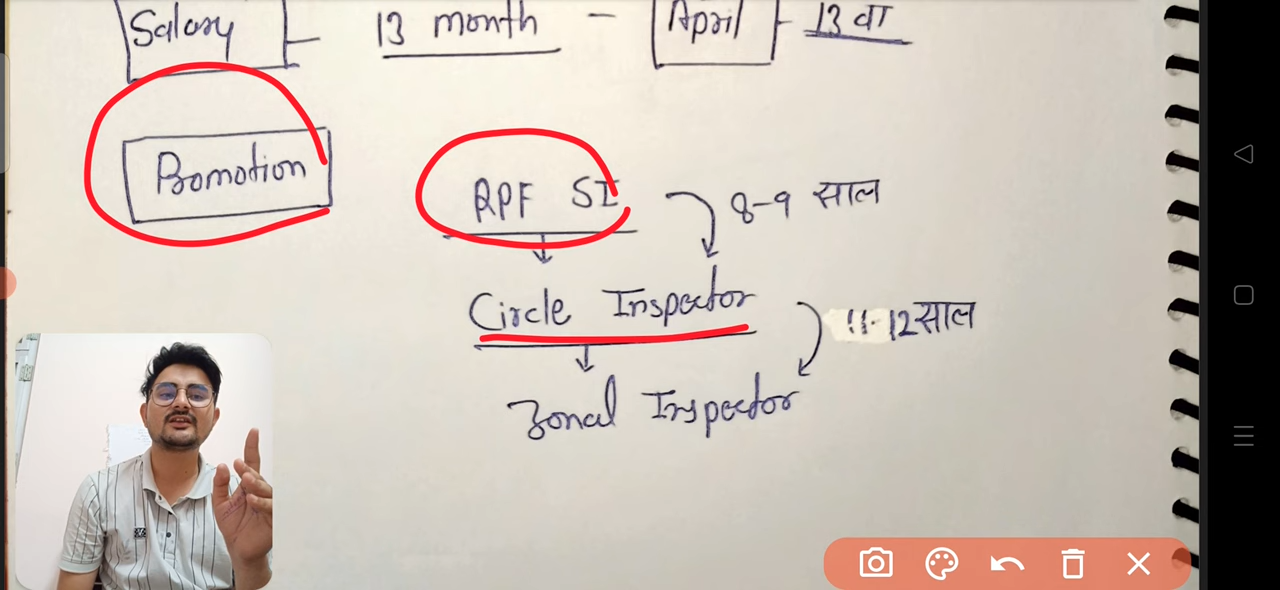 Salary 13 month - April 13 वा
Promotion
RPF SI 8-9 साल
Circle Inspector
11-12 साल
Zonal Inspector